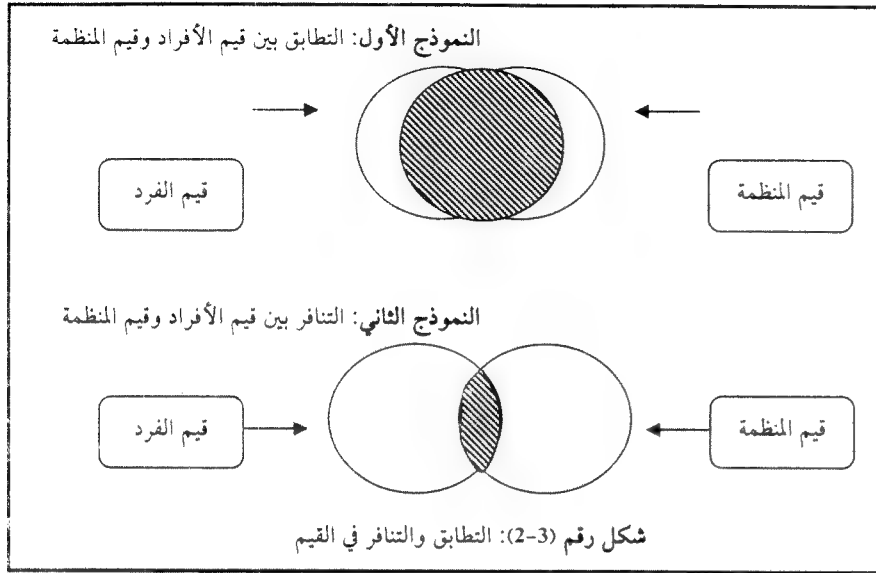 النموذج الأول: التطابق بين قيم الأفراد وقيم المنظمة
قيم المنظمة
قيم الفرد
النموذج الثاني: التنافر بين قيم الأفراد وقيم المنظمة
قيم المنظمة
قيم الفرد
شكل رقم (3-2): التطابق والتنافر في القيم